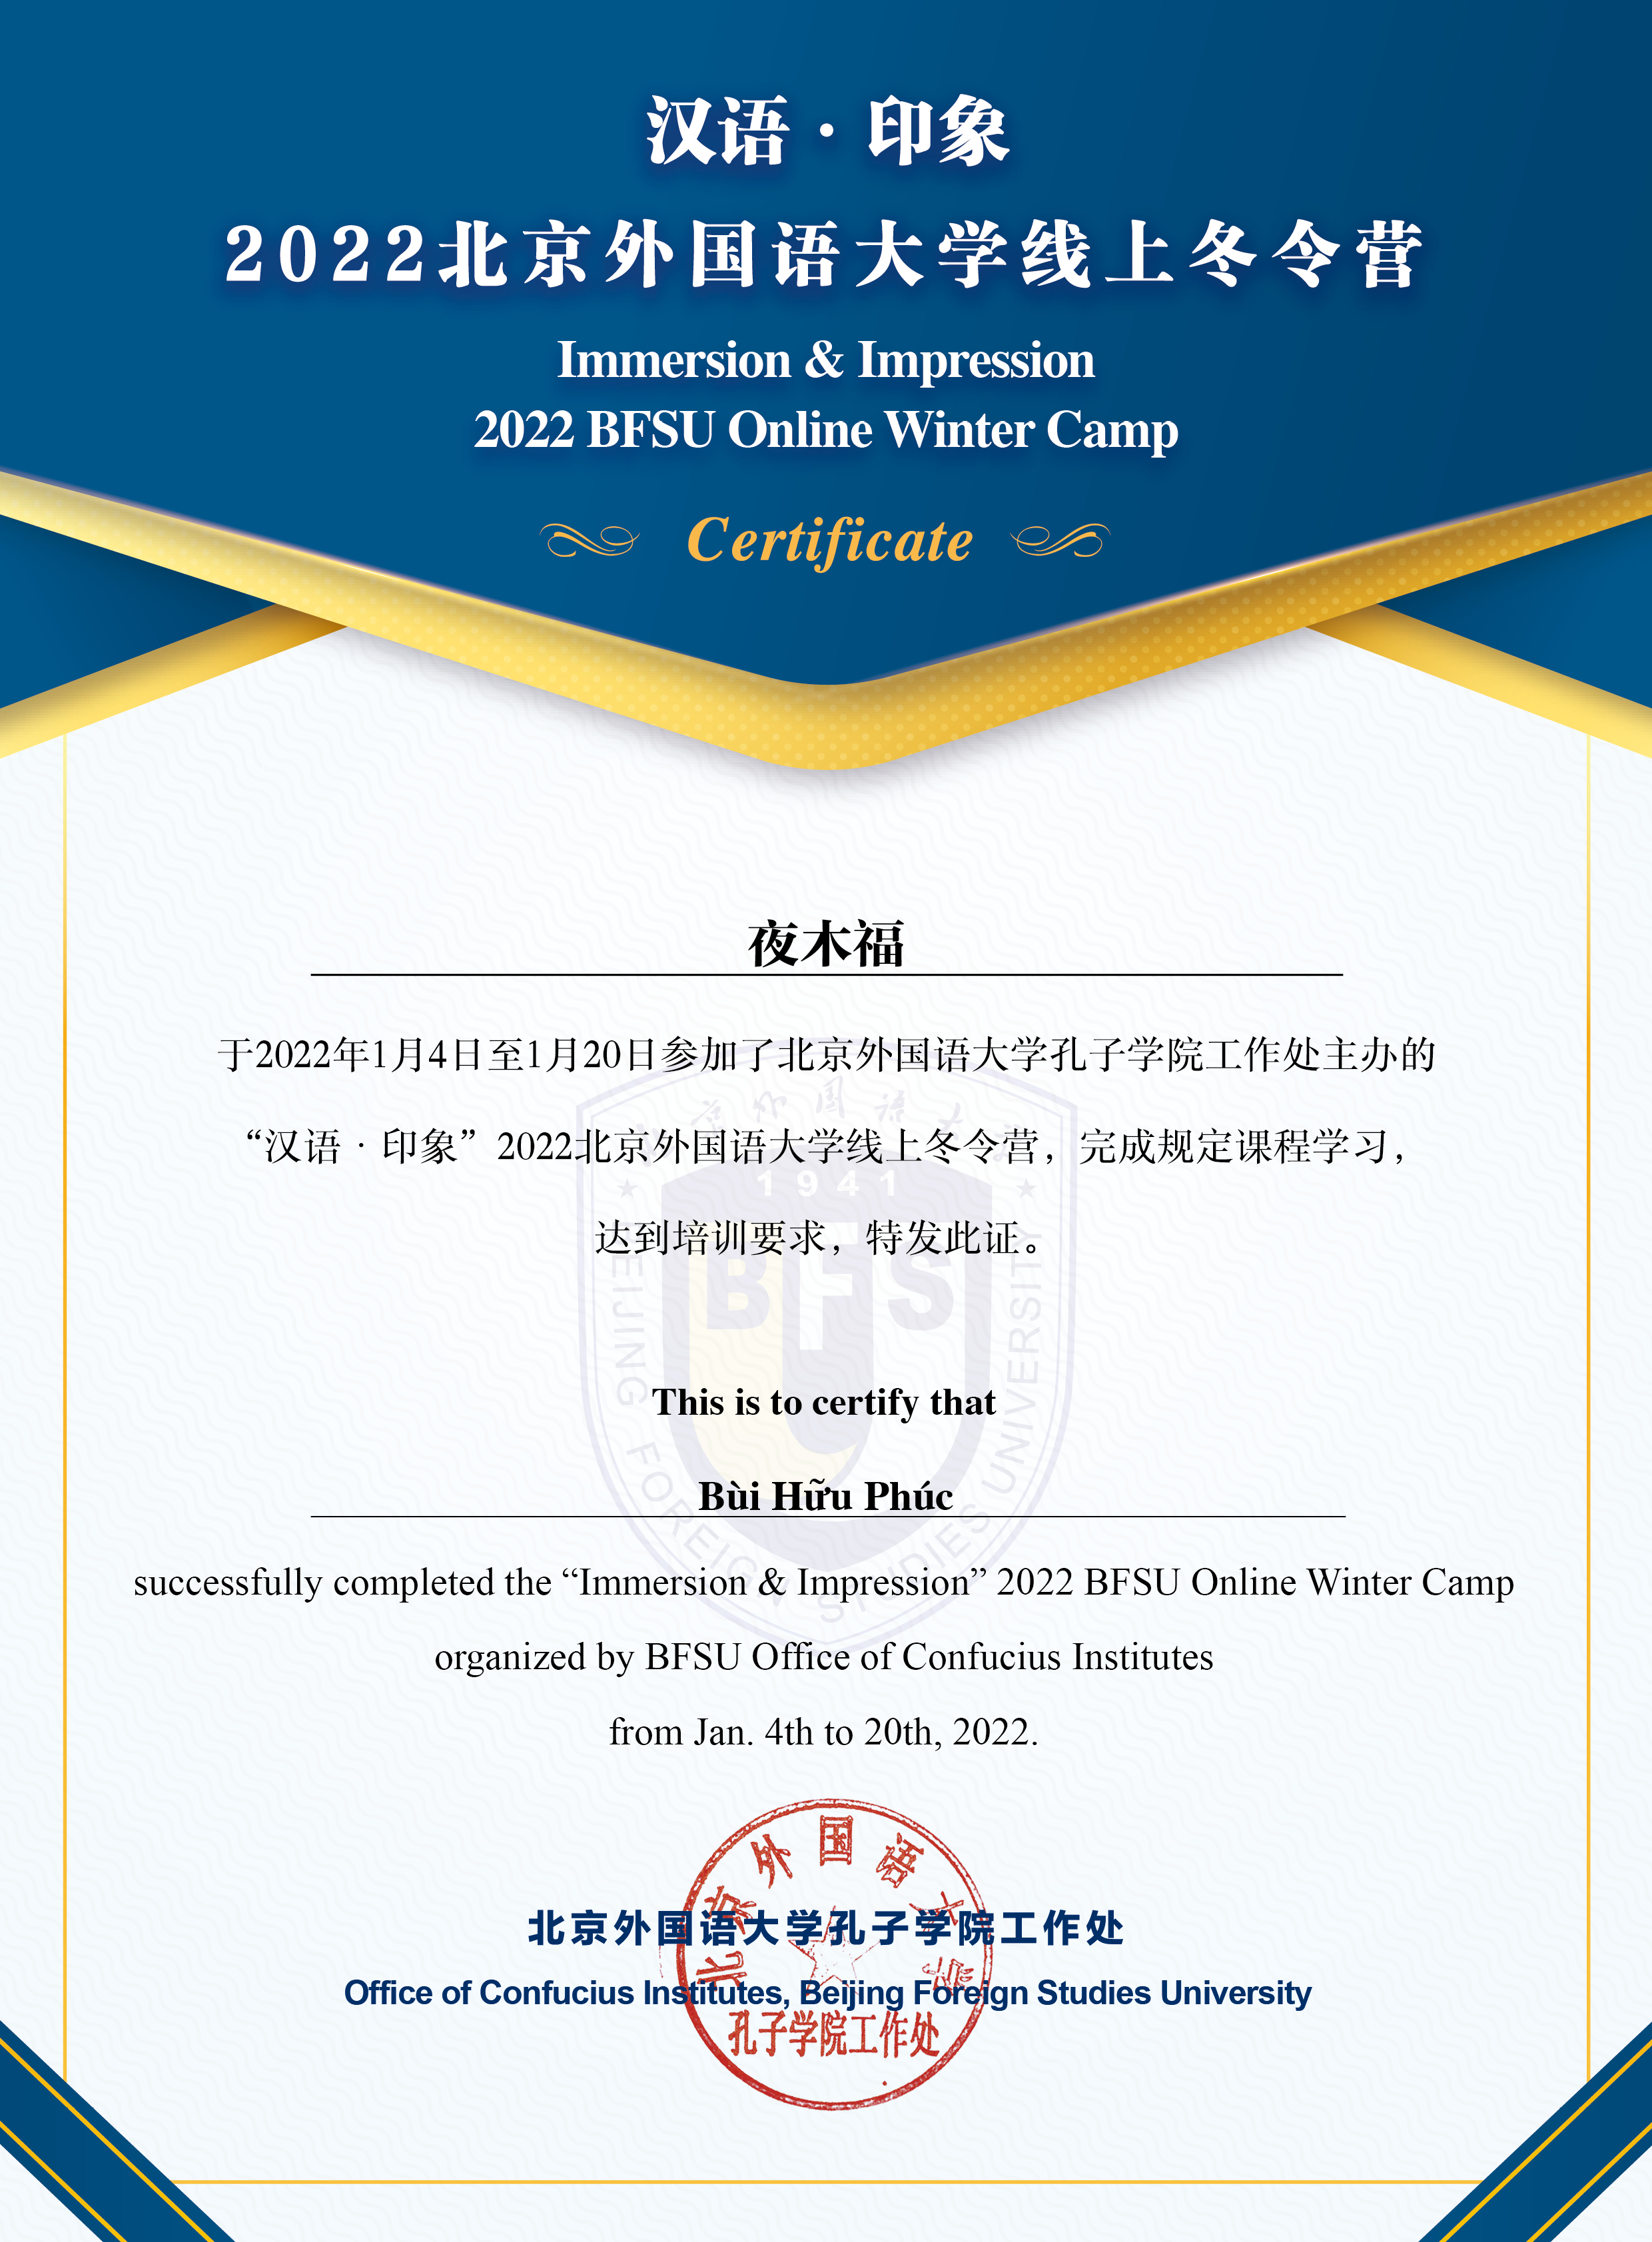 汉语·印象
2022北京外国语大学线上冬令营
Immersion & Impression
2022 BFSU Online Winter Camp
Certificate
夜木福
于2022年1月4日至1月20日参加了北京外国语大学孔子学院工作处主办的
“汉语·印象”2022北京外国语大学线上冬令营，完成规定课程学习，
达到培训要求，特发此证。
北京外国语大学
1941
BFSU
BEIJING FOREIGN STUDIES UNIVERSITY
This is to certify that
Bùi Hữu Phúc
successfully completed the “Immersion & Impression” 2022 BFSU Online Winter Camp
organized by BFSU Office of Confucius Institutes
from Jan. 4th to 20th, 2022.
北京外国语大学孔子学院工作处
Office of Confucius Institutes, Beijing Foreign Studies University
北京外国语大学
孔子学院工作处